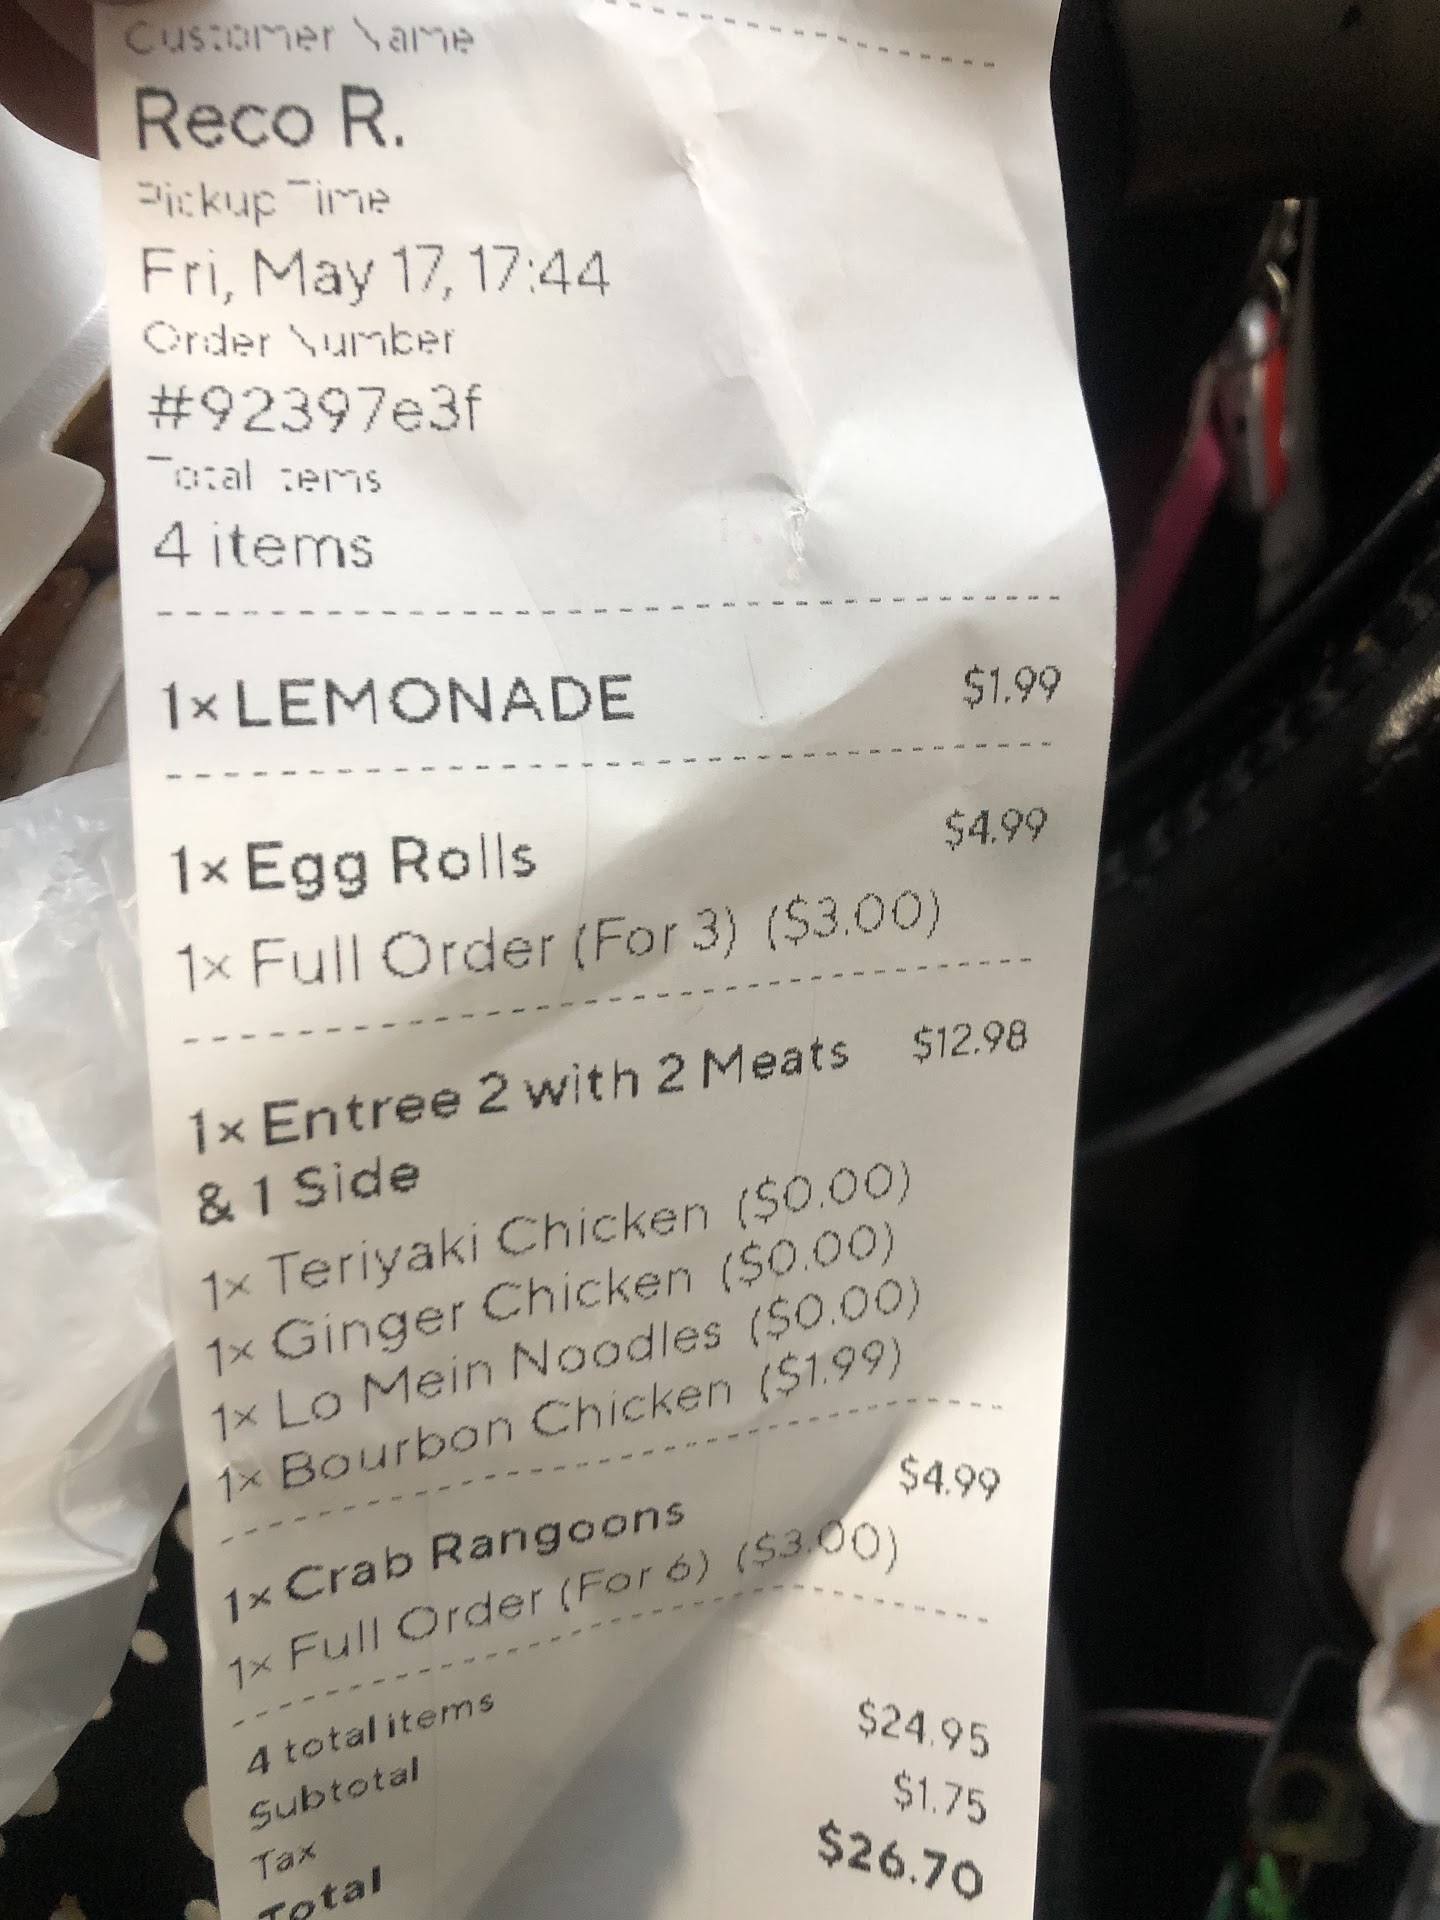 Customer Name
Reco R.
Pickup Time
Fri, May 17, 17:44
Order Number
#92397e3f
Total Items
4 items
1x LEMONADE $1.99
1x Egg Rolls $4.99
1x Full Order (For 3) ($3.00)
1x Entree 2 with 2 Meats $12.98
& 1 Side
1x Teriyaki Chicken ($0.00)
1x Ginger Chicken ($0.00)
1x Lo Mein Noodles ($0.00)
1x Bourbon Chicken ($1.99)
1x Crab Rangoons $4.99
1x Full Order (For 6) ($3.00)
4 total items
Subtotal $24.95
Tax $1.75
Total $26.70